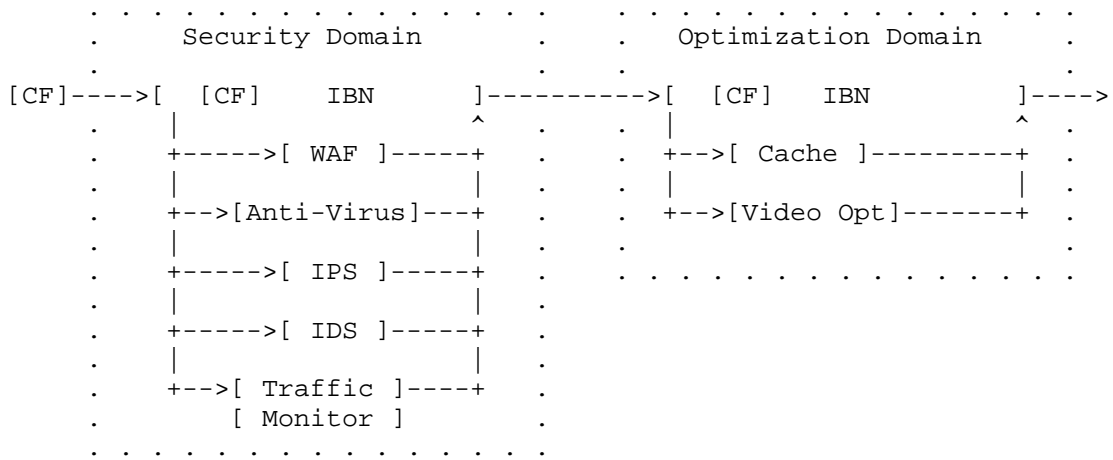 Security Domain Optimization Domain
[CF]---->[ [CF] IBN ]---------->[ [CF] IBN ]---->
+----->[ WAF ]-----+ +-->[ Cache ]---------+
+-->[Anti-Virus]---+ +-->[Video Opt]-------+
+----->[ IPS ]-----+
+----->[ IDS ]-----+
+-->[ Traffic ]----+
[ Monitor ]